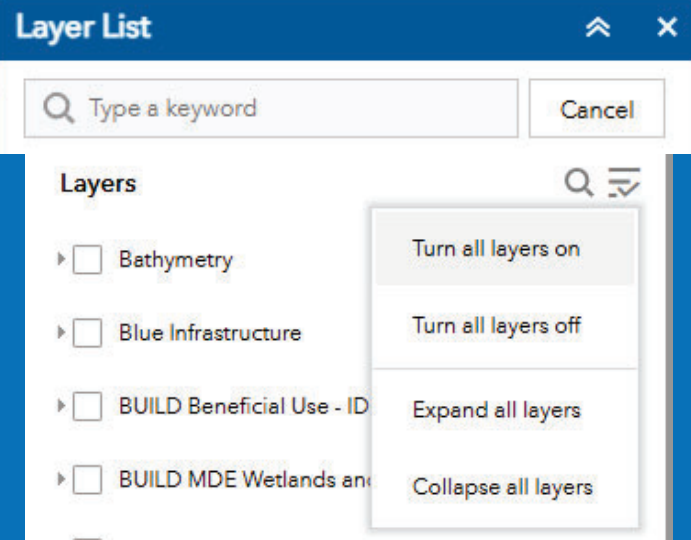 Layer List
Type a keyword
Cancel
Layers
Bathymetry
Blue Infrastructure
BUILD Beneficial Use - ID
BUILD MDE Wetlands and
Turn all layers on
Turn all layers off
Expand all layers
Collapse all layers